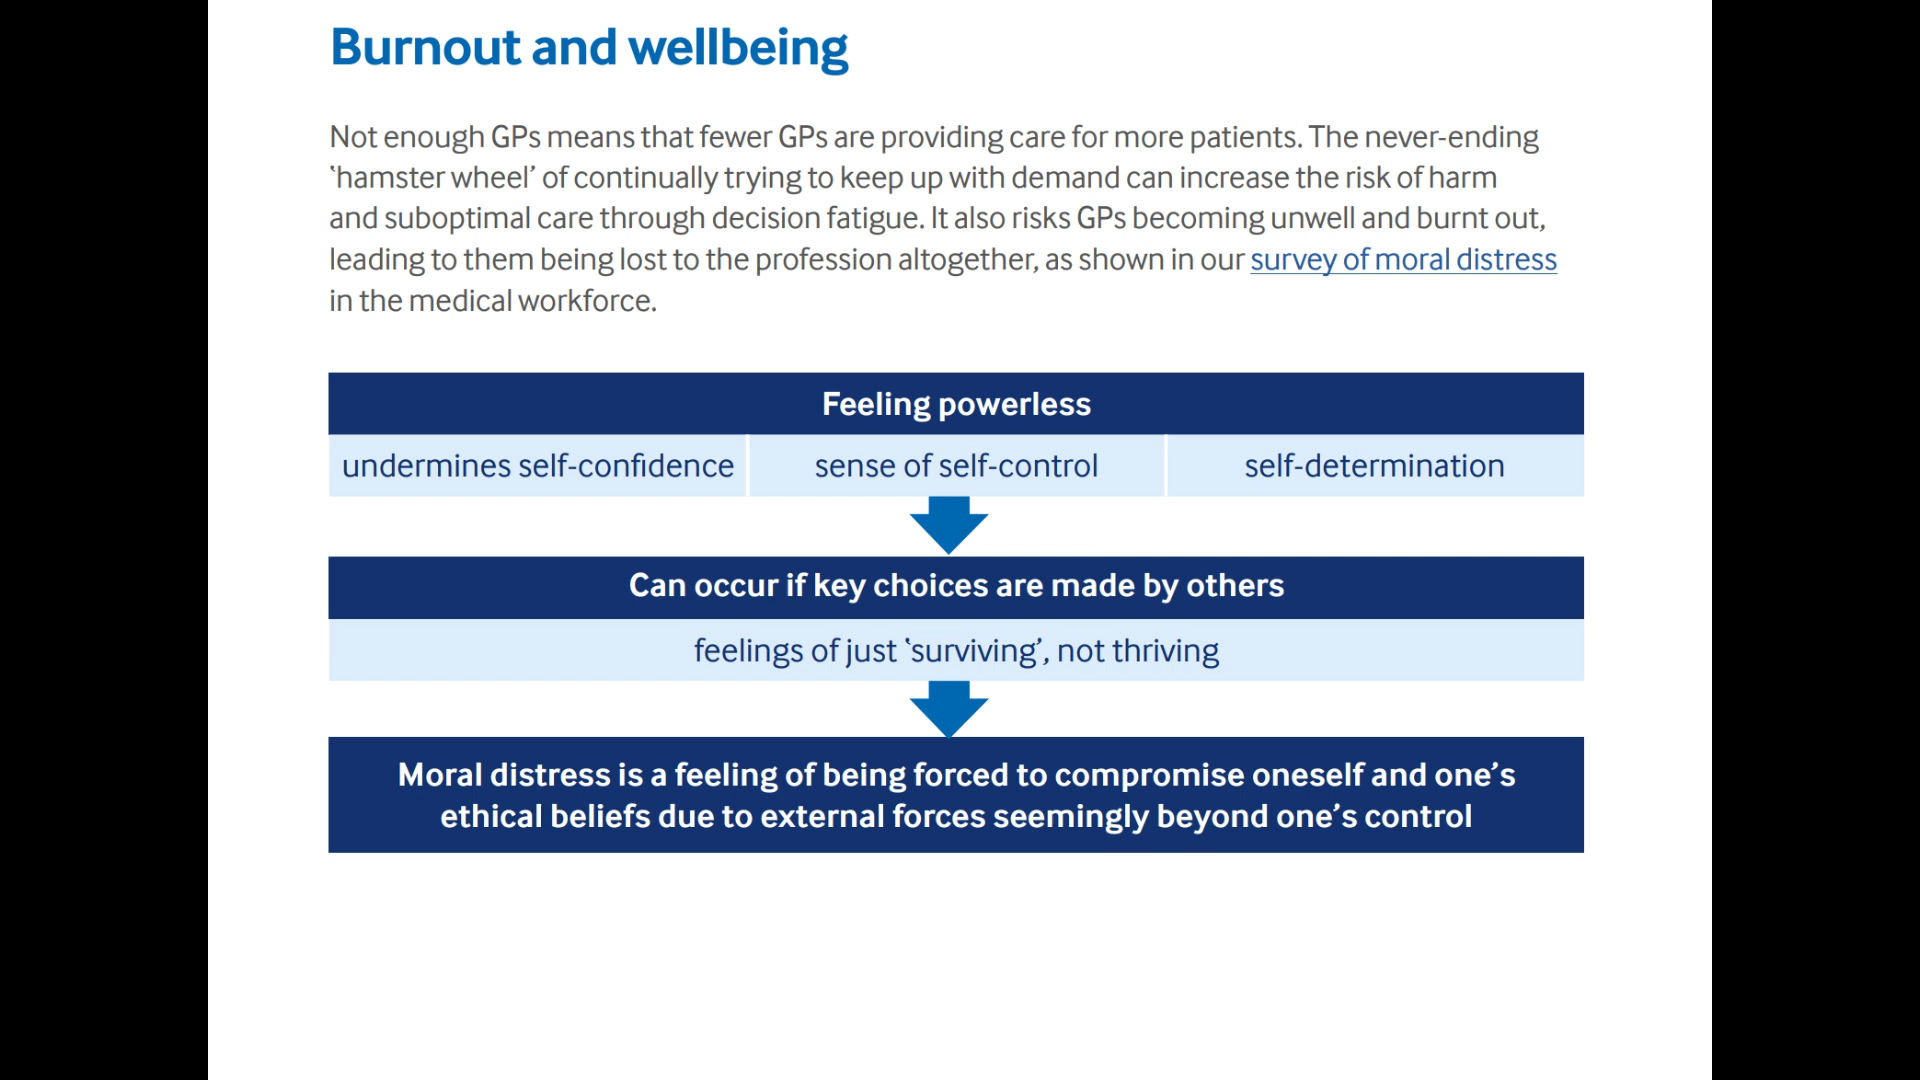 Burnout and wellbeing
Not enough GPs means that fewer GPs are providing care for more patients. The never-ending
‘hamster wheel’ of continually trying to keep up with demand can increase the risk of harm
and suboptimal care through decision fatigue. It also risks GPs becoming unwell and burnt out,
leading to them being lost to the profession altogether, as shown in our survey of moral distress
in the medical workforce.
Feeling powerless
undermines self-confidence sense of self-control self-determination
Can occur if key choices are made by others
feelings of just ‘surviving’, not thriving
Moral distress is a feeling of being forced to compromise oneself and one’s
ethical beliefs due to external forces seemingly beyond one’s control